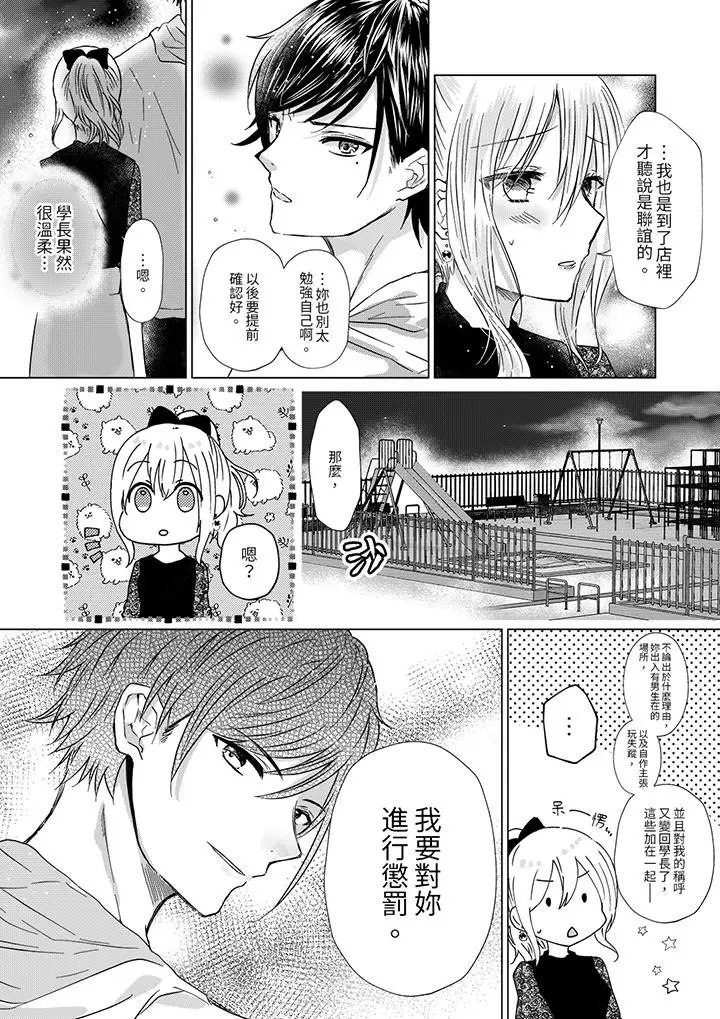 …我也是到了店裡
才聽說是聯誼的。
…妳也別太
勉強自己啊。
以後要提前
確認好。
…嗯。
學長果然
很溫柔…
那麼，
沙
嗯？
不論出於什麼理由，
妳出入有男生在的
場所，
以及自作主張
玩失蹤，
並且對我的稱呼
又變回學長了，
這些加在一起——
…
呆一愣…
我要對妳
進行懲罰。